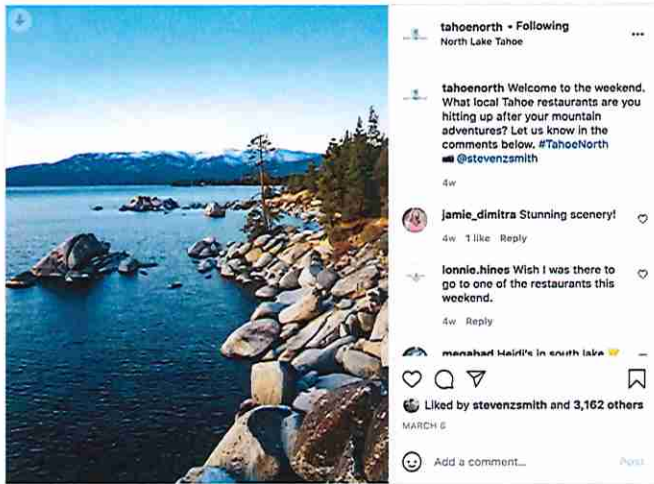 tahoenorth • Following
North Lake Tahoe
tahoenorth Welcome to the weekend.
What local Tahoe restaurants are you
hitting up after your mountain
adventures? Let us know in the
comments below. #TahoeNorth
@stevenzsmith
4w
jamie_dimitra Stunning scenery!
4w 1 like Reply
lonnie.hines Wish I was there to
go to one of the restaurants this
weekend.
4w Reply
megabad Heidi's in south lake
Liked by stevenzsmith and 3,162 others
MARCH 6
Add a comment...
Post